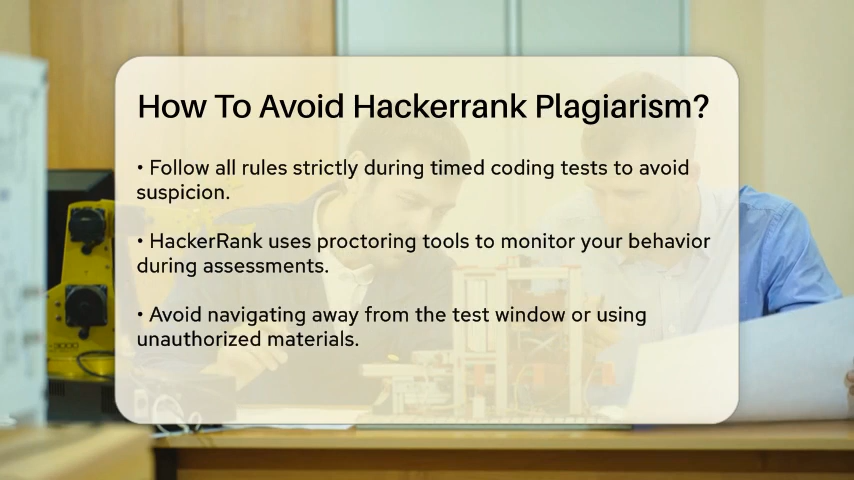 How To Avoid Hackerrank Plagiarism?
• Follow all rules strictly during timed coding tests to avoid
suspicion.
• HackerRank uses proctoring tools to monitor your behavior
during assessments.
• Avoid navigating away from the test window or using
unauthorized materials.